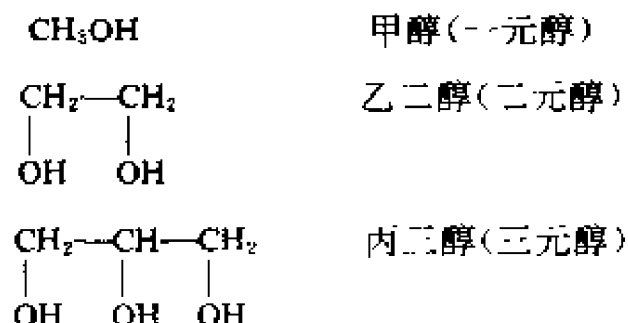 CH₃OH 甲醇(一元醇)
CH₂—CH₂ 乙二醇(二元醇)
OH OH
CH₂—CH—CH₂ 丙三醇(三元醇)
OH OH OH